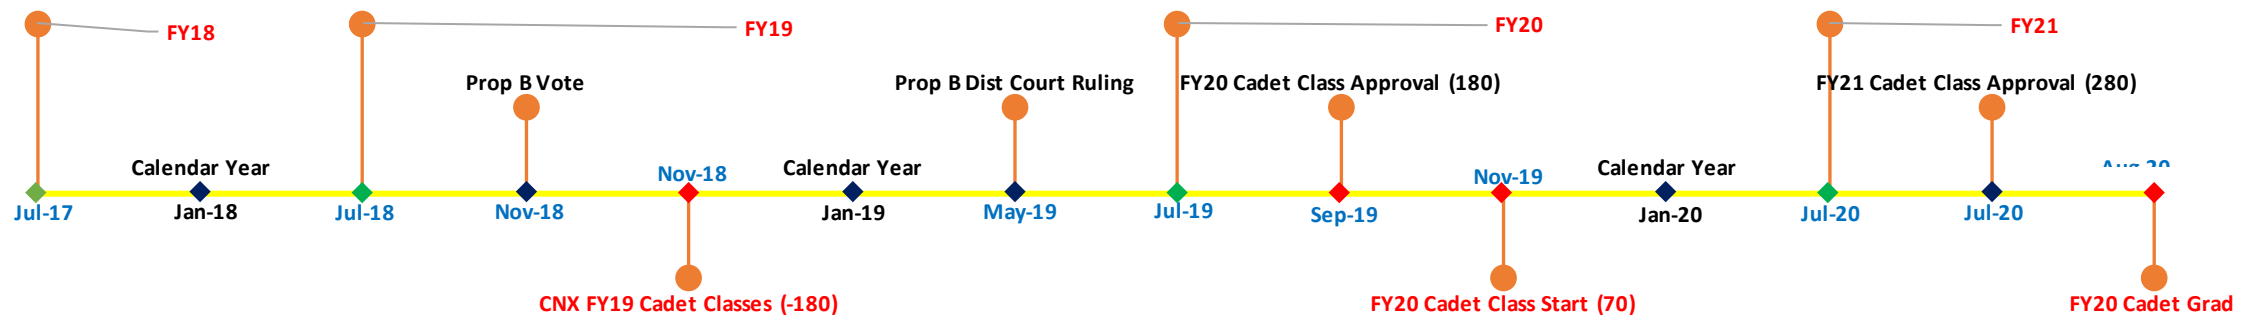 FY18
FY19
FY20
FY21
Prop B Vote
Prop B Dist Court Ruling
FY20 Cadet Class Approval (180)
FY21 Cadet Class Approval (280)
Calendar Year
Nov-18
Calendar Year
Nov-19
Calendar Year
Aug-20
Jul-17
Jan-18
Jul-18
Nov-18
Jan-19
May-19
Jul-19
Sep-19
Jan-20
Jul-20
Jul-20
CNX FY19 Cadet Classes (-180)
FY20 Cadet Class Start (70)
FY20 Cadet Grad